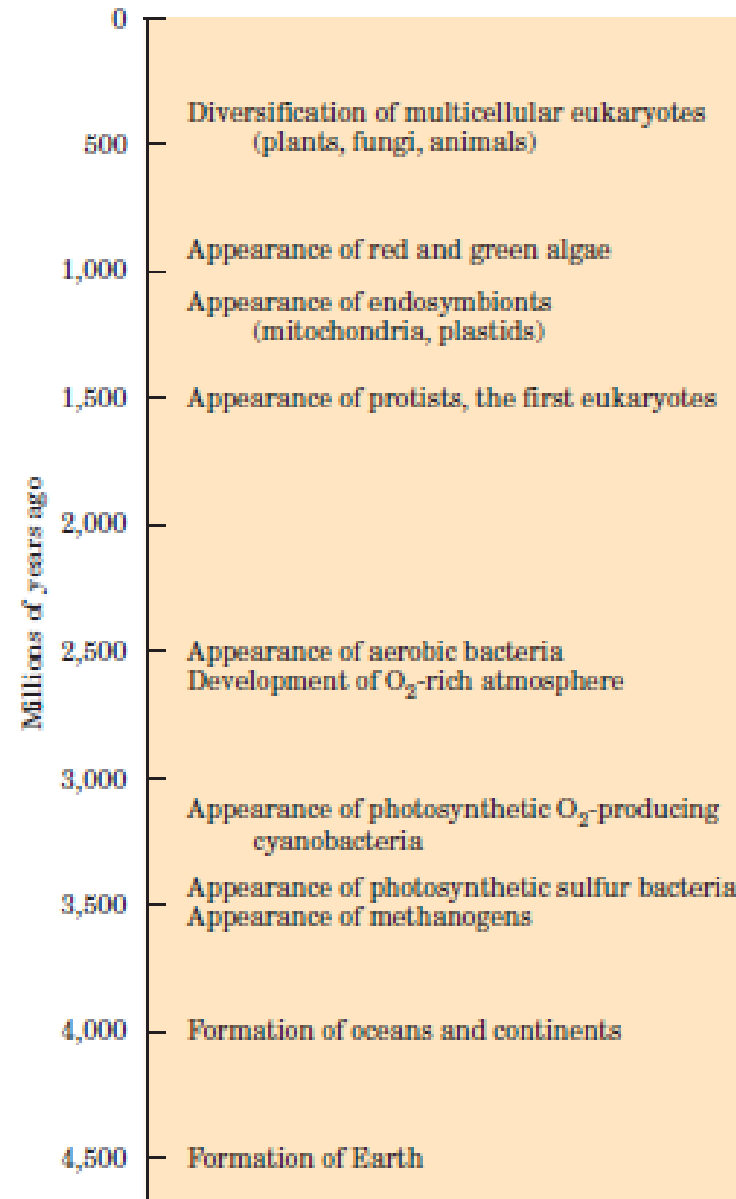 0
Diversification of multicellular eukaryotes
(plants, fungi, animals)
500
Appearance of red and green algae
1,000
Appearance of endosymbionts
(mitochondria, plastids)
1,500
Appearance of protists, the first eukaryotes
Millions of years ago
2,000
2,500
Appearance of aerobic bacteria
Development of O₂-rich atmosphere
3,000
Appearance of photosynthetic O₂-producing
cyanobacteria
Appearance of photosynthetic sulfur bacteria
3,500
Appearance of methanogens
4,000
Formation of oceans and continents
4,500
Formation of Earth